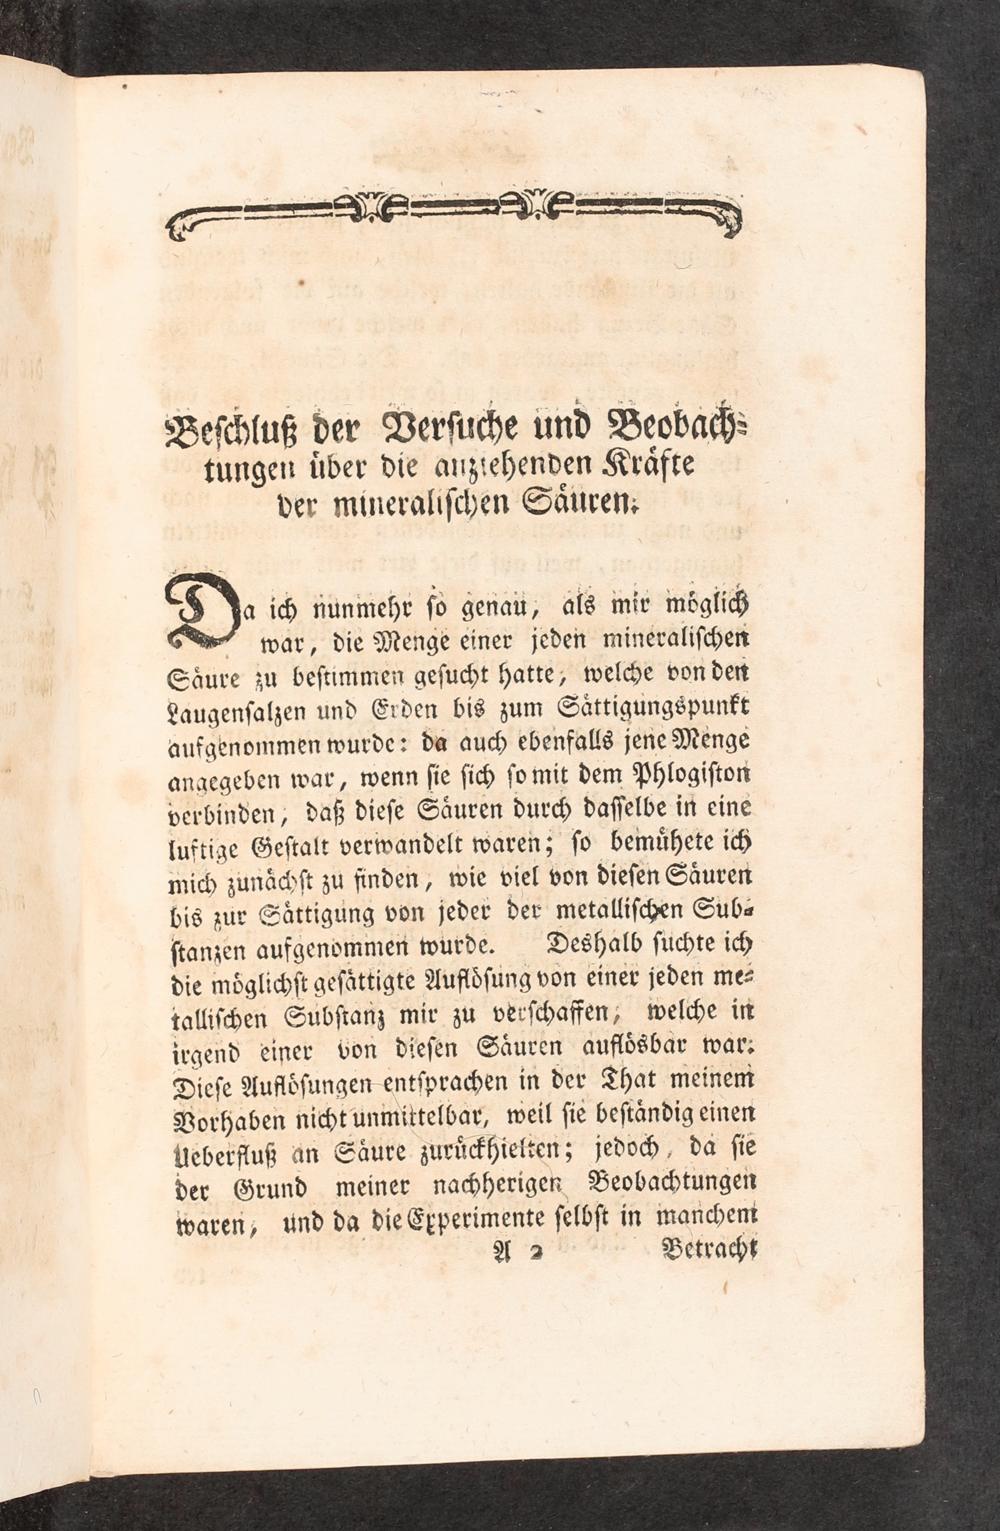 Beschluß der Versuche und Beobach-
tungen über die anziehenden Kräfte
der mineralischen Säuren.
Da ich nunmehr so genau, als mir möglich
war, die Menge einer jeden mineralischen
Säure zu bestimmen gesucht hatte, welche von den
Laugensalzen und Erden bis zum Sättigungspunkt
aufgenommen wurde: da auch ebenfalls jene Menge
angegeben war, wenn sie sich so mit dem Phlogiston
verbinden, daß diese Säuren durch dasselbe in eine
luftige Gestalt verwandelt waren; so bemühete ich
mich zunächst zu finden, wie viel von diesen Säuren
bis zur Sättigung von jeder der metallischen Sub-
stanzen aufgenommen wurde. Deshalb suchte ich
die möglichst gesättigte Auflösung von einer jeden me-
tallischen Substanz mir zu verschaffen, welche in
irgend einer von diesen Säuren auflösbar war.
Diese Auflösungen entsprachen in der That meinem
Vorhaben nicht unmittelbar, weil sie beständig einen
Ueberfluß an Säure zurückhielten; jedoch, da sie
der Grund meiner nachherigen Beobachtungen
waren, und da die Experimente selbst in manchem
A 2 Betracht